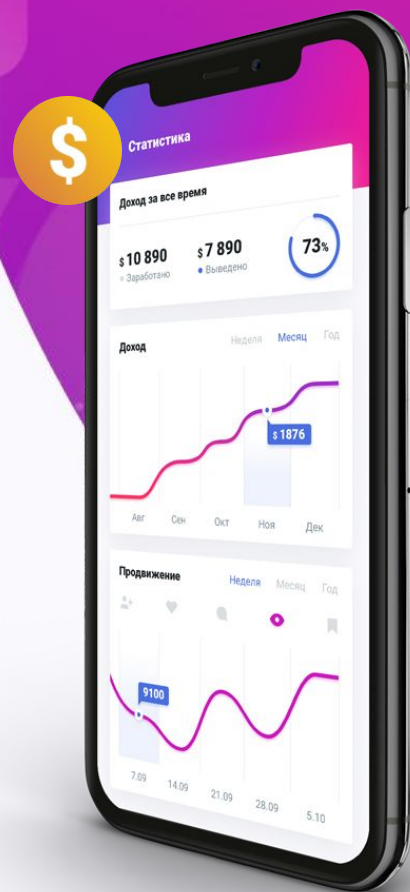 $
Статистика
Доход за все время
$ 10 890 $ 7 890 73%
Заработано Выведено
Доход Неделя Месяц Год
$ 1876
Авг Сен Окт Ноя Дек
Продвижение Неделя Месяц Год
9100
7.09 14.09 21.09 28.09 5.10